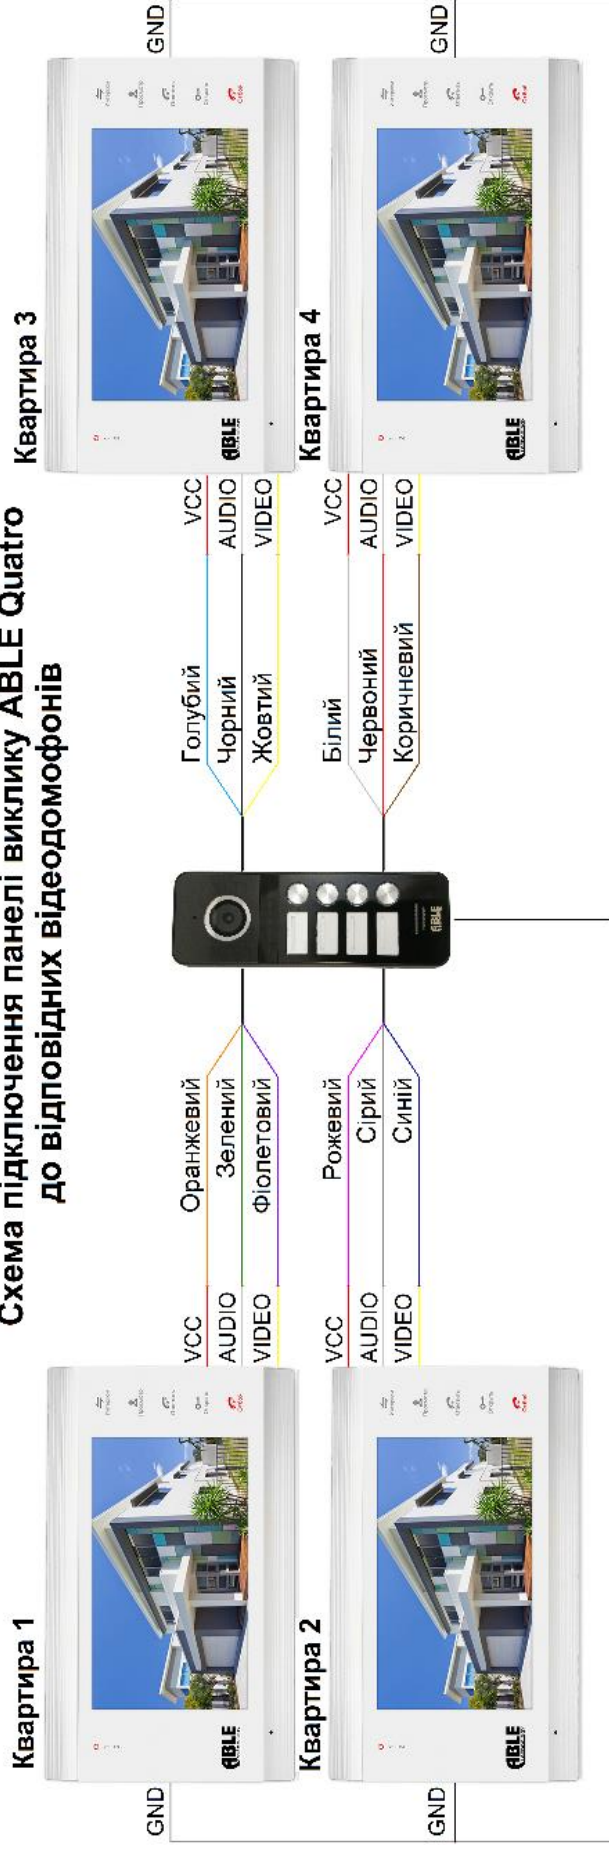 Схема підключення панелі виклику ABLE Quatro
до відповідних відеодомофонів
Квартира 1
GND
ABLE
VCC
AUDIO
VIDEO
Оранжевий
Зелений
Фіолетовий
Квартира 3
GND
ABLE
VCC
AUDIO
VIDEO
Голубий
Чорний
Жовтий
Квартира 2
GND
ABLE
VCC
AUDIO
VIDEO
Рожевий
Сірий
Синій
ABLE
Квартира 4
GND
ABLE
VCC
AUDIO
VIDEO
Білий
Червоний
Коричневий